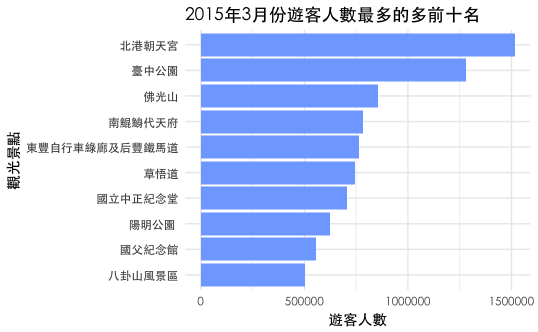 2015年3月份遊客人數最多的多前十名
觀光景點
北港朝天宮
臺中公園
佛光山
南鯤鯓代天府
東豐自行車綠廊及后豐鐵馬道
草悟道
國立中正紀念堂
陽明公園
國父紀念館
八卦山風景區
0 500000 1000000 1500000
遊客人數